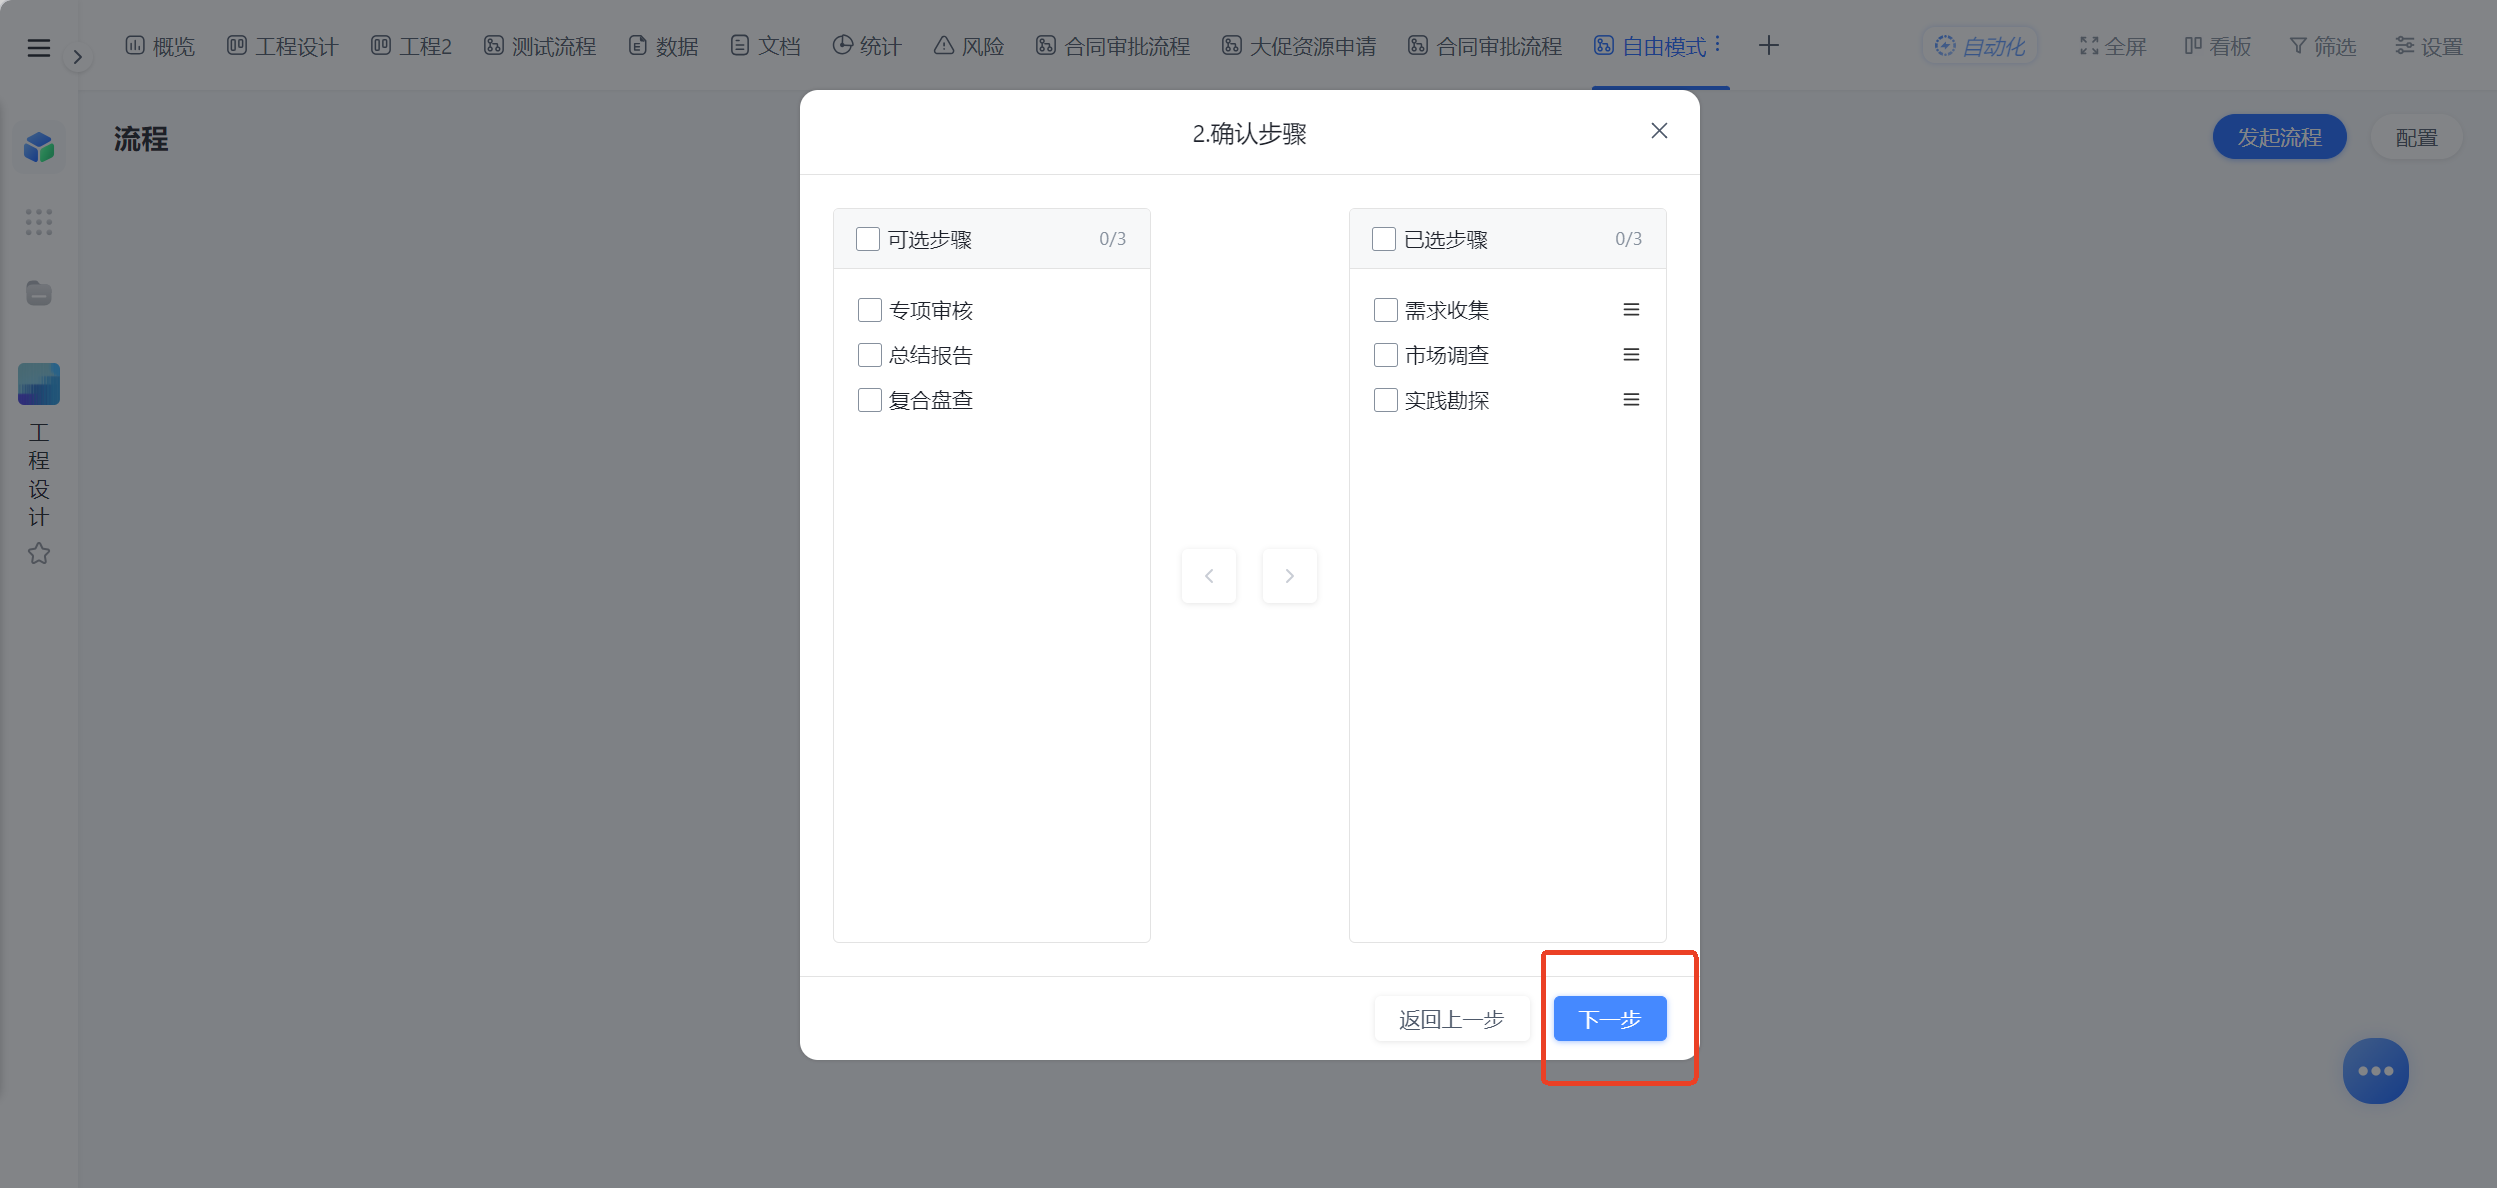 概览 工程设计 工程2 测试流程 数据 文档 统计 风险 合同审批流程 大促资源申请 合同审批流程 自由模式 自动化 全屏 看板 筛选 设置
流程 发起流程 配置
2.确认步骤
可选步骤 0/3
专项审核
总结报告
复合盘查
已选步骤 0/3
需求收集
市场调查
实践勘探
返回上一步 下一步
工
程
设
计